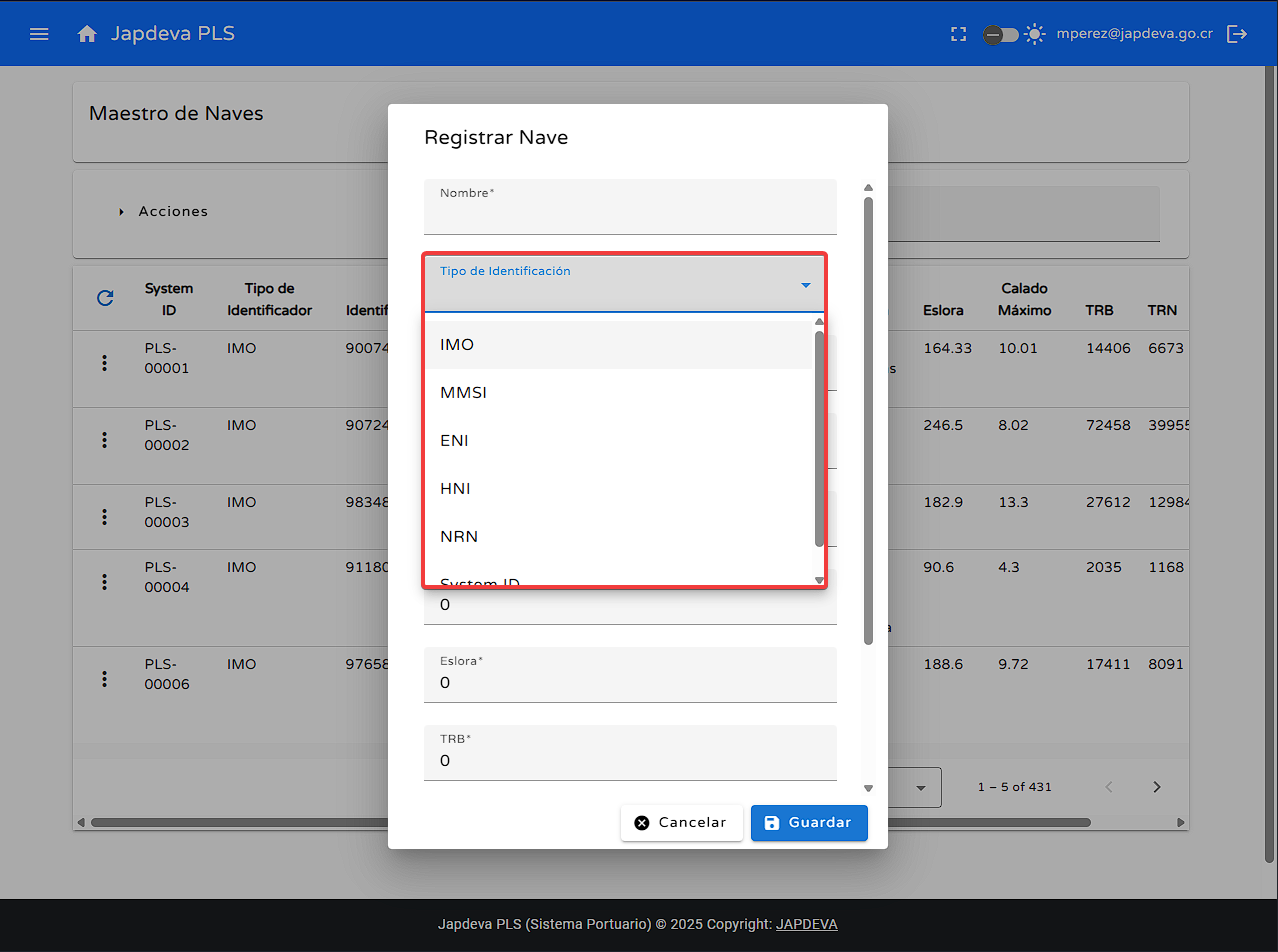 Japdeva PLS
mperez@japdeva.go.cr
Maestro de Naves
Acciones
Registrar Nave
Nombre*
Tipo de Identificación
IMO
MMSI
ENI
HNI
NRN
System ID
0
Eslora*
0
TRB*
0
Cancelar
Guardar
System ID Tipo de Identificador Eslora Calado Máximo TRB TRN
PLS-00001 IMO 90074 164.33 10.01 14406 6673
PLS-00002 IMO 90724 246.5 8.02 72458 39955
PLS-00003 IMO 98348 182.9 13.3 27612 12984
PLS-00004 IMO 91180 90.6 4.3 2035 1168
PLS-00006 IMO 97658 188.6 9.72 17411 8091
1 – 5 of 431
Japdeva PLS (Sistema Portuario) © 2025 Copyright: JAPDEVA